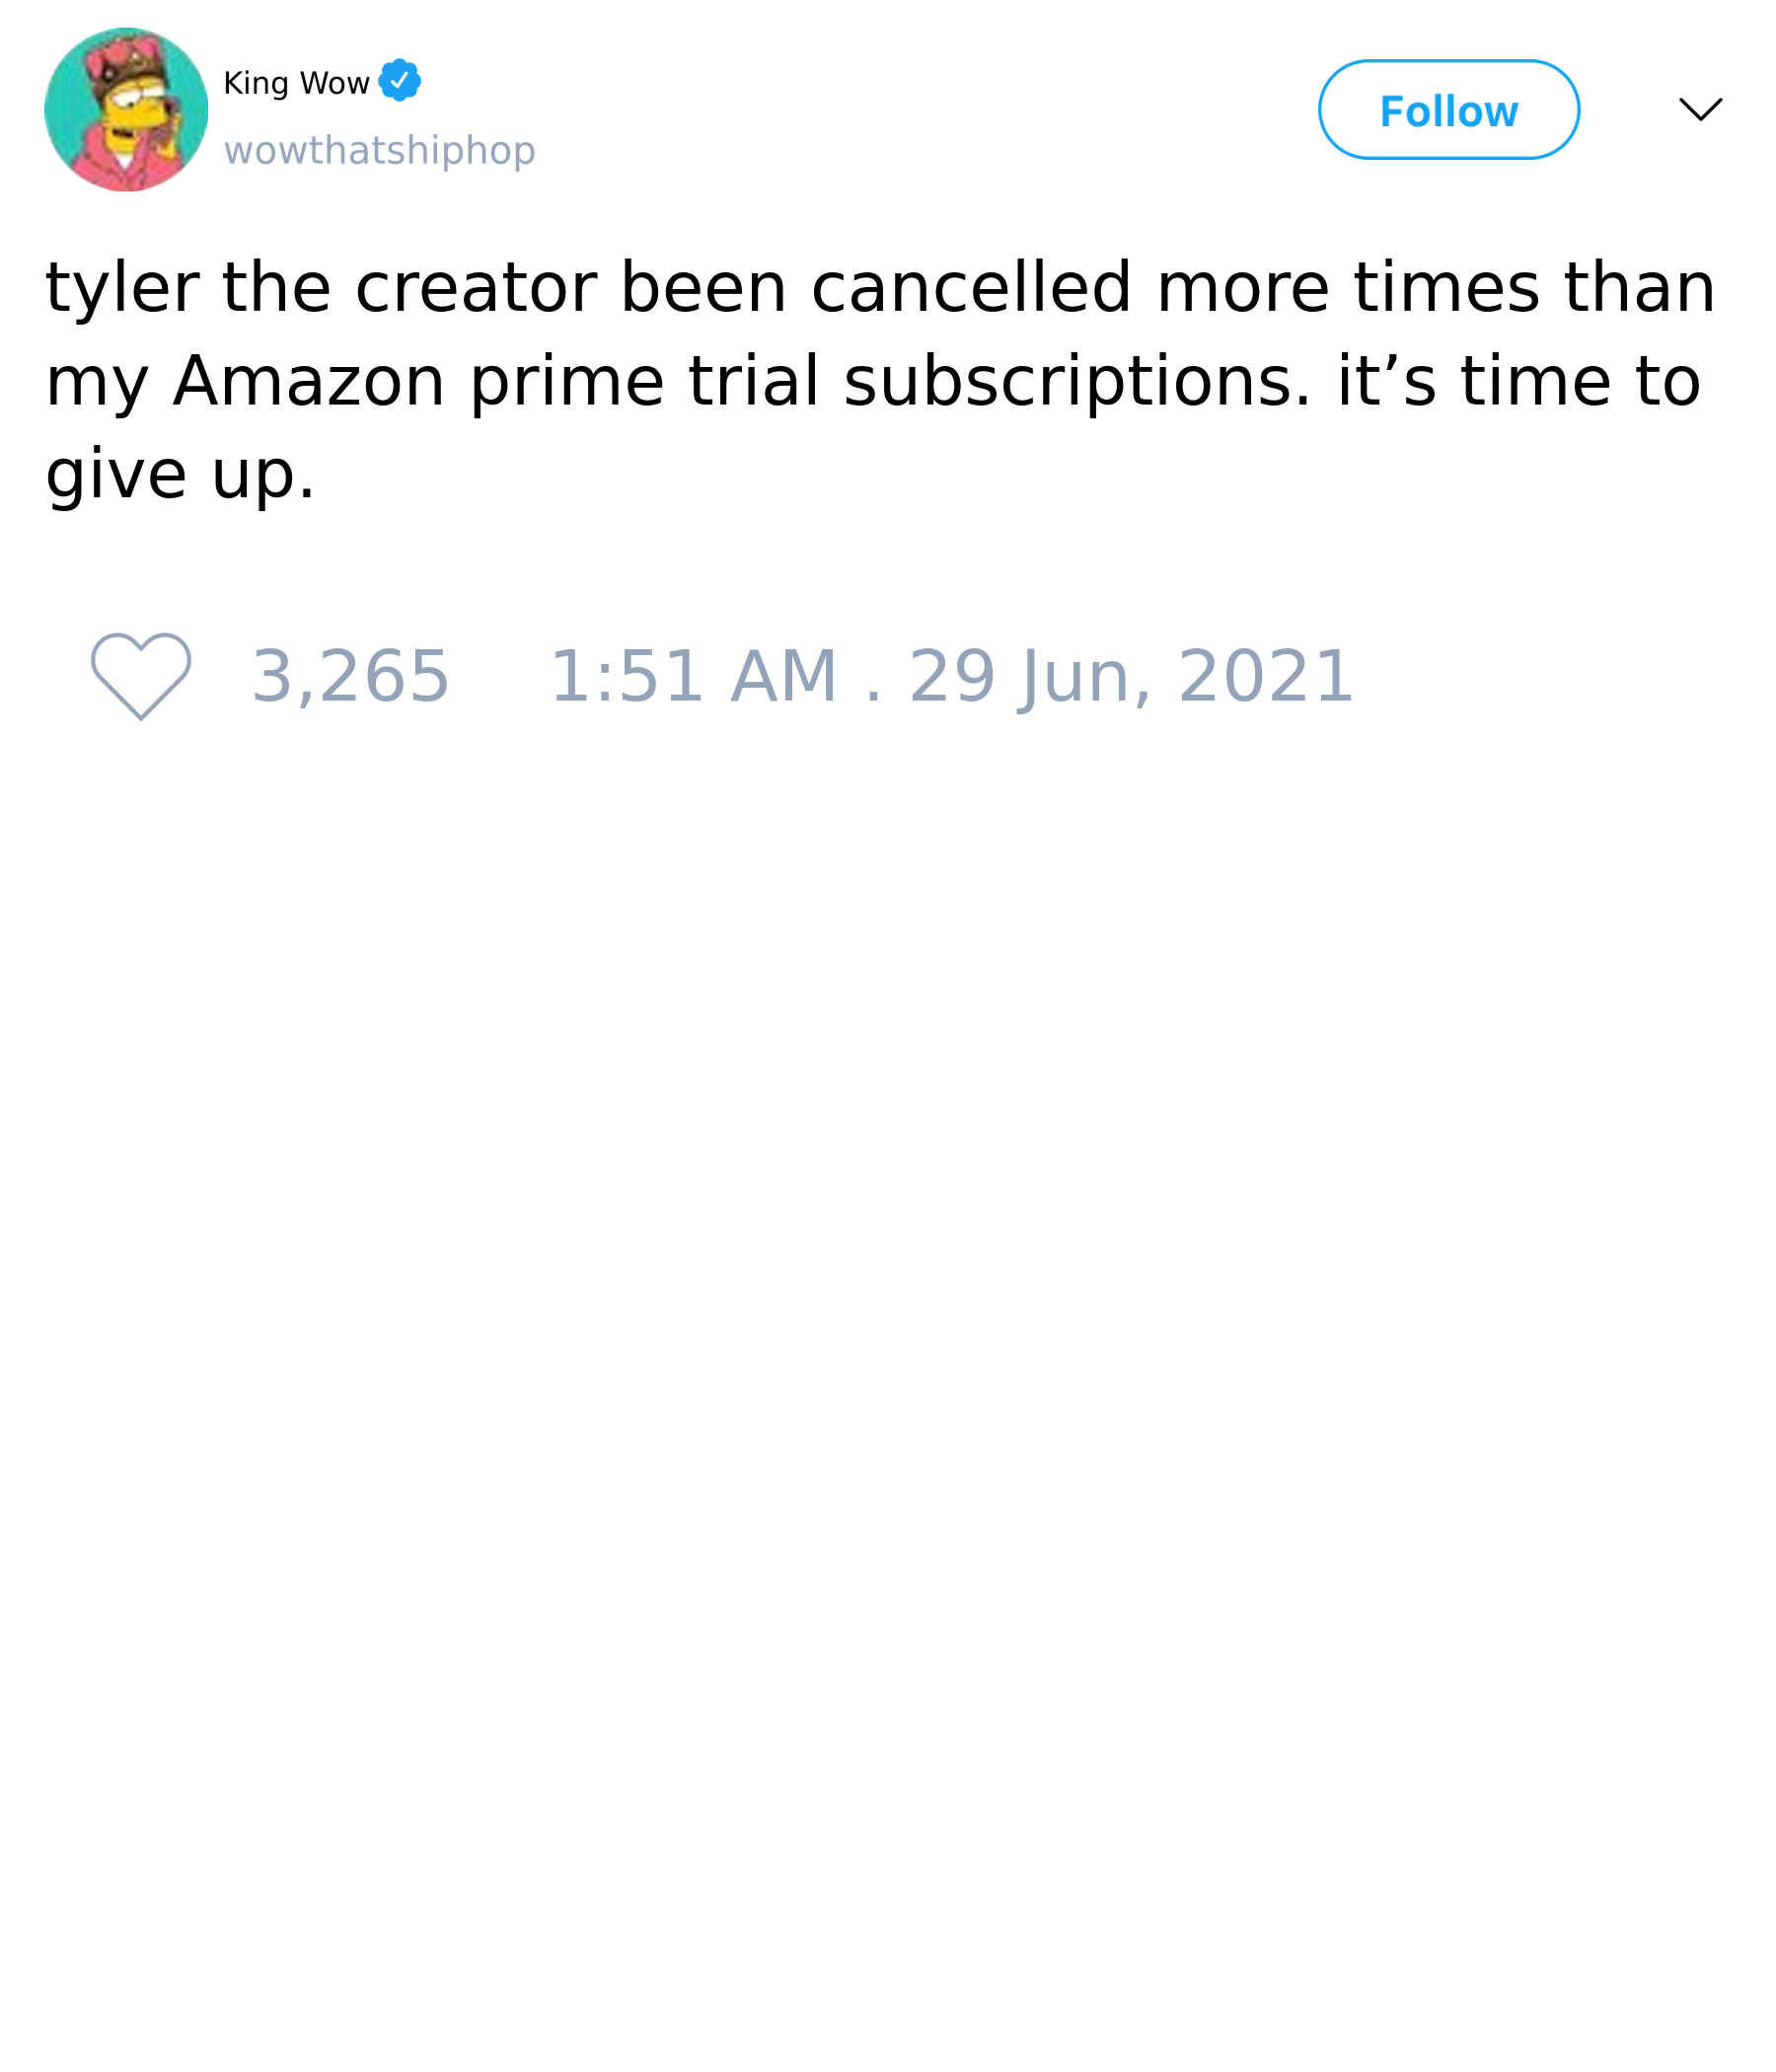 King Wow
wowthatshiphop
Follow
tyler the creator been cancelled more times than
my Amazon prime trial subscriptions. it’s time to
give up.
3,265 1:51 AM . 29 Jun, 2021